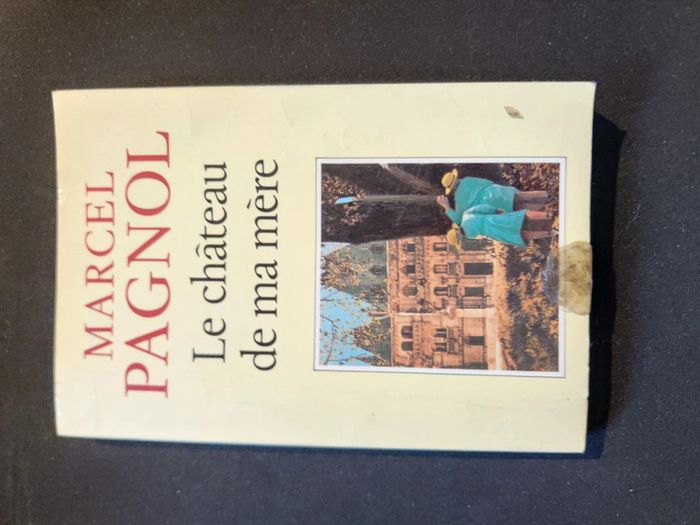 MARCEL
PAGNOL
Le château
de ma mère